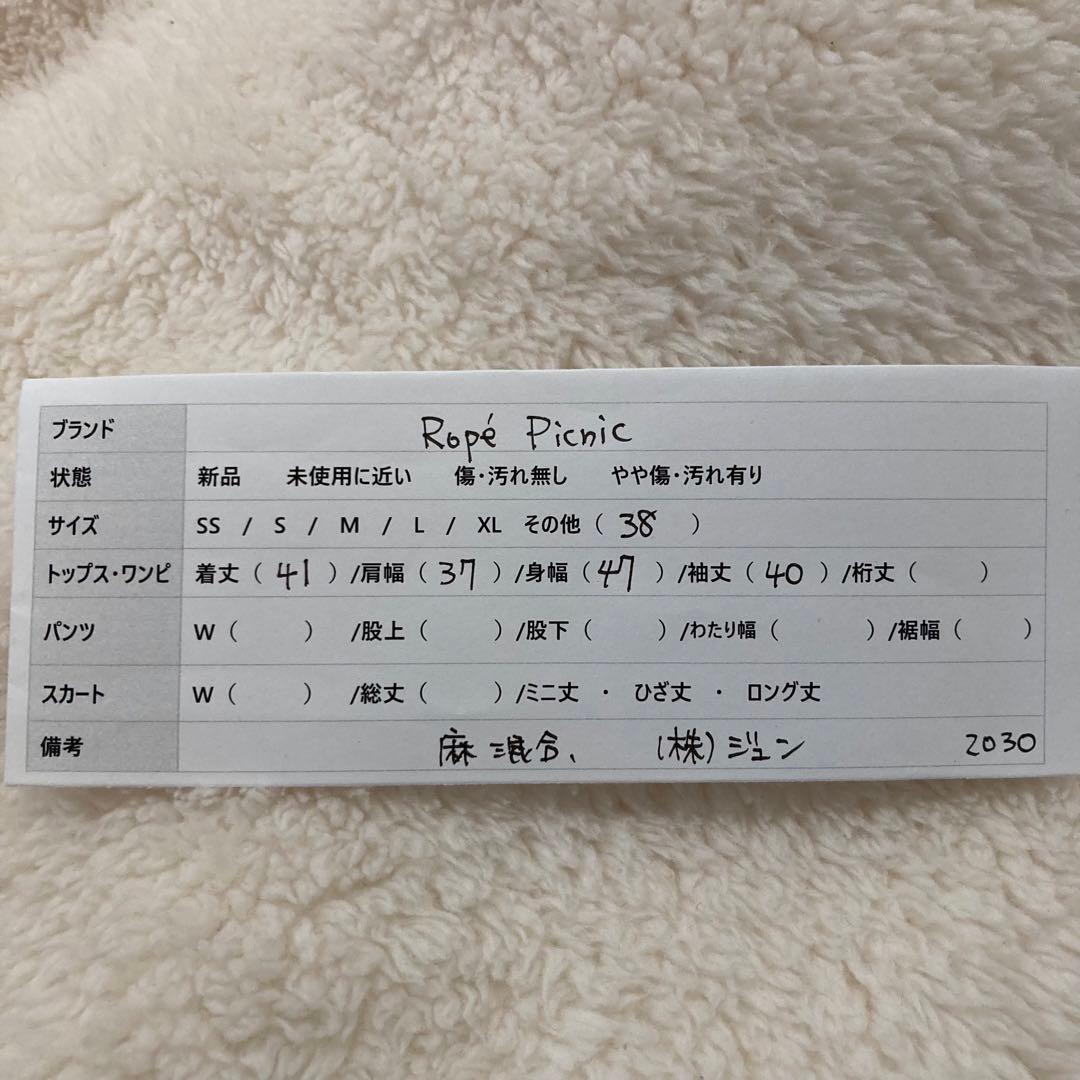 ブランド Ropé Picnic
状態 新品 未使用に近い 傷・汚れ無し やや傷・汚れ有り
サイズ SS / S / M / L / XL その他（ 38 ）
トップス・ワンピ 着丈（ 41 ）/肩幅（ 37 ）/身幅（ 47 ）/袖丈（ 40 ）/裄丈（ ）
パンツ W（ ） /股上（ ）/股下（ ）/わたり幅（ ）/裾幅（ ）
スカート W（ ） /総丈（ ）/ミニ丈 ・ ひざ丈 ・ ロング丈
備考 麻混合、 (株)ジュン 2030